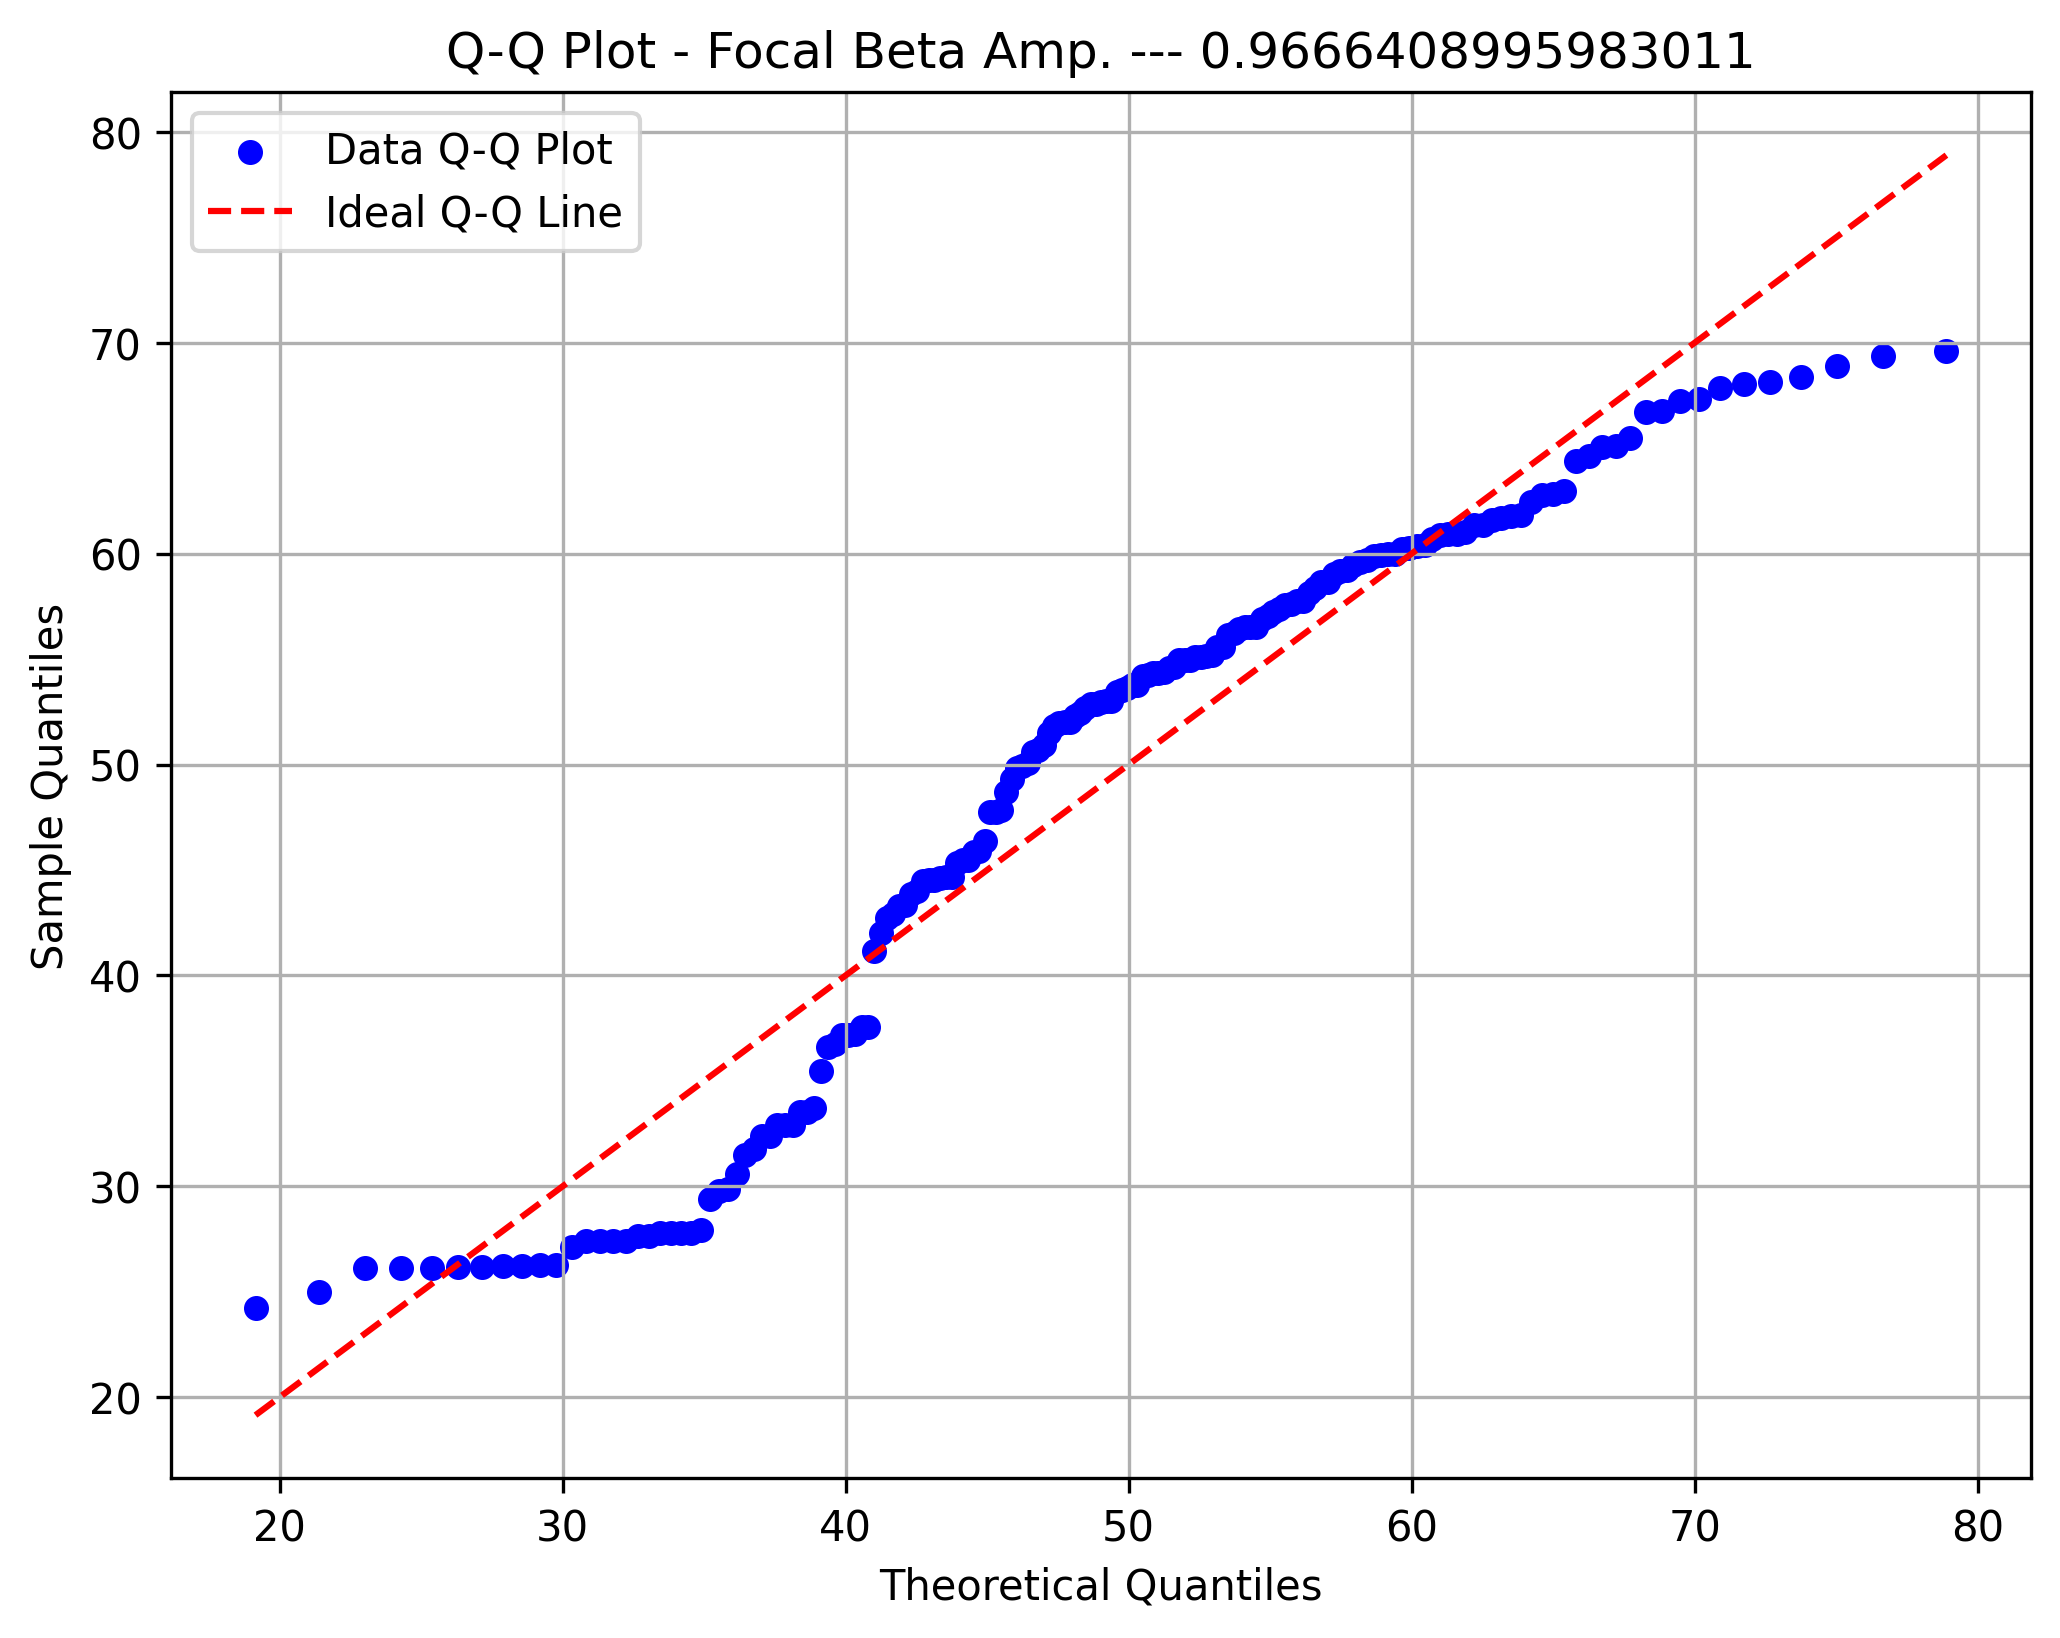 Q-Q Plot - Focal Beta Amp. --- 0.9666408995983011
Data Q-Q Plot
Ideal Q-Q Line
80
70
60
50
40
30
20
Sample Quantiles
20 30 40 50 60 70 80
Theoretical Quantiles